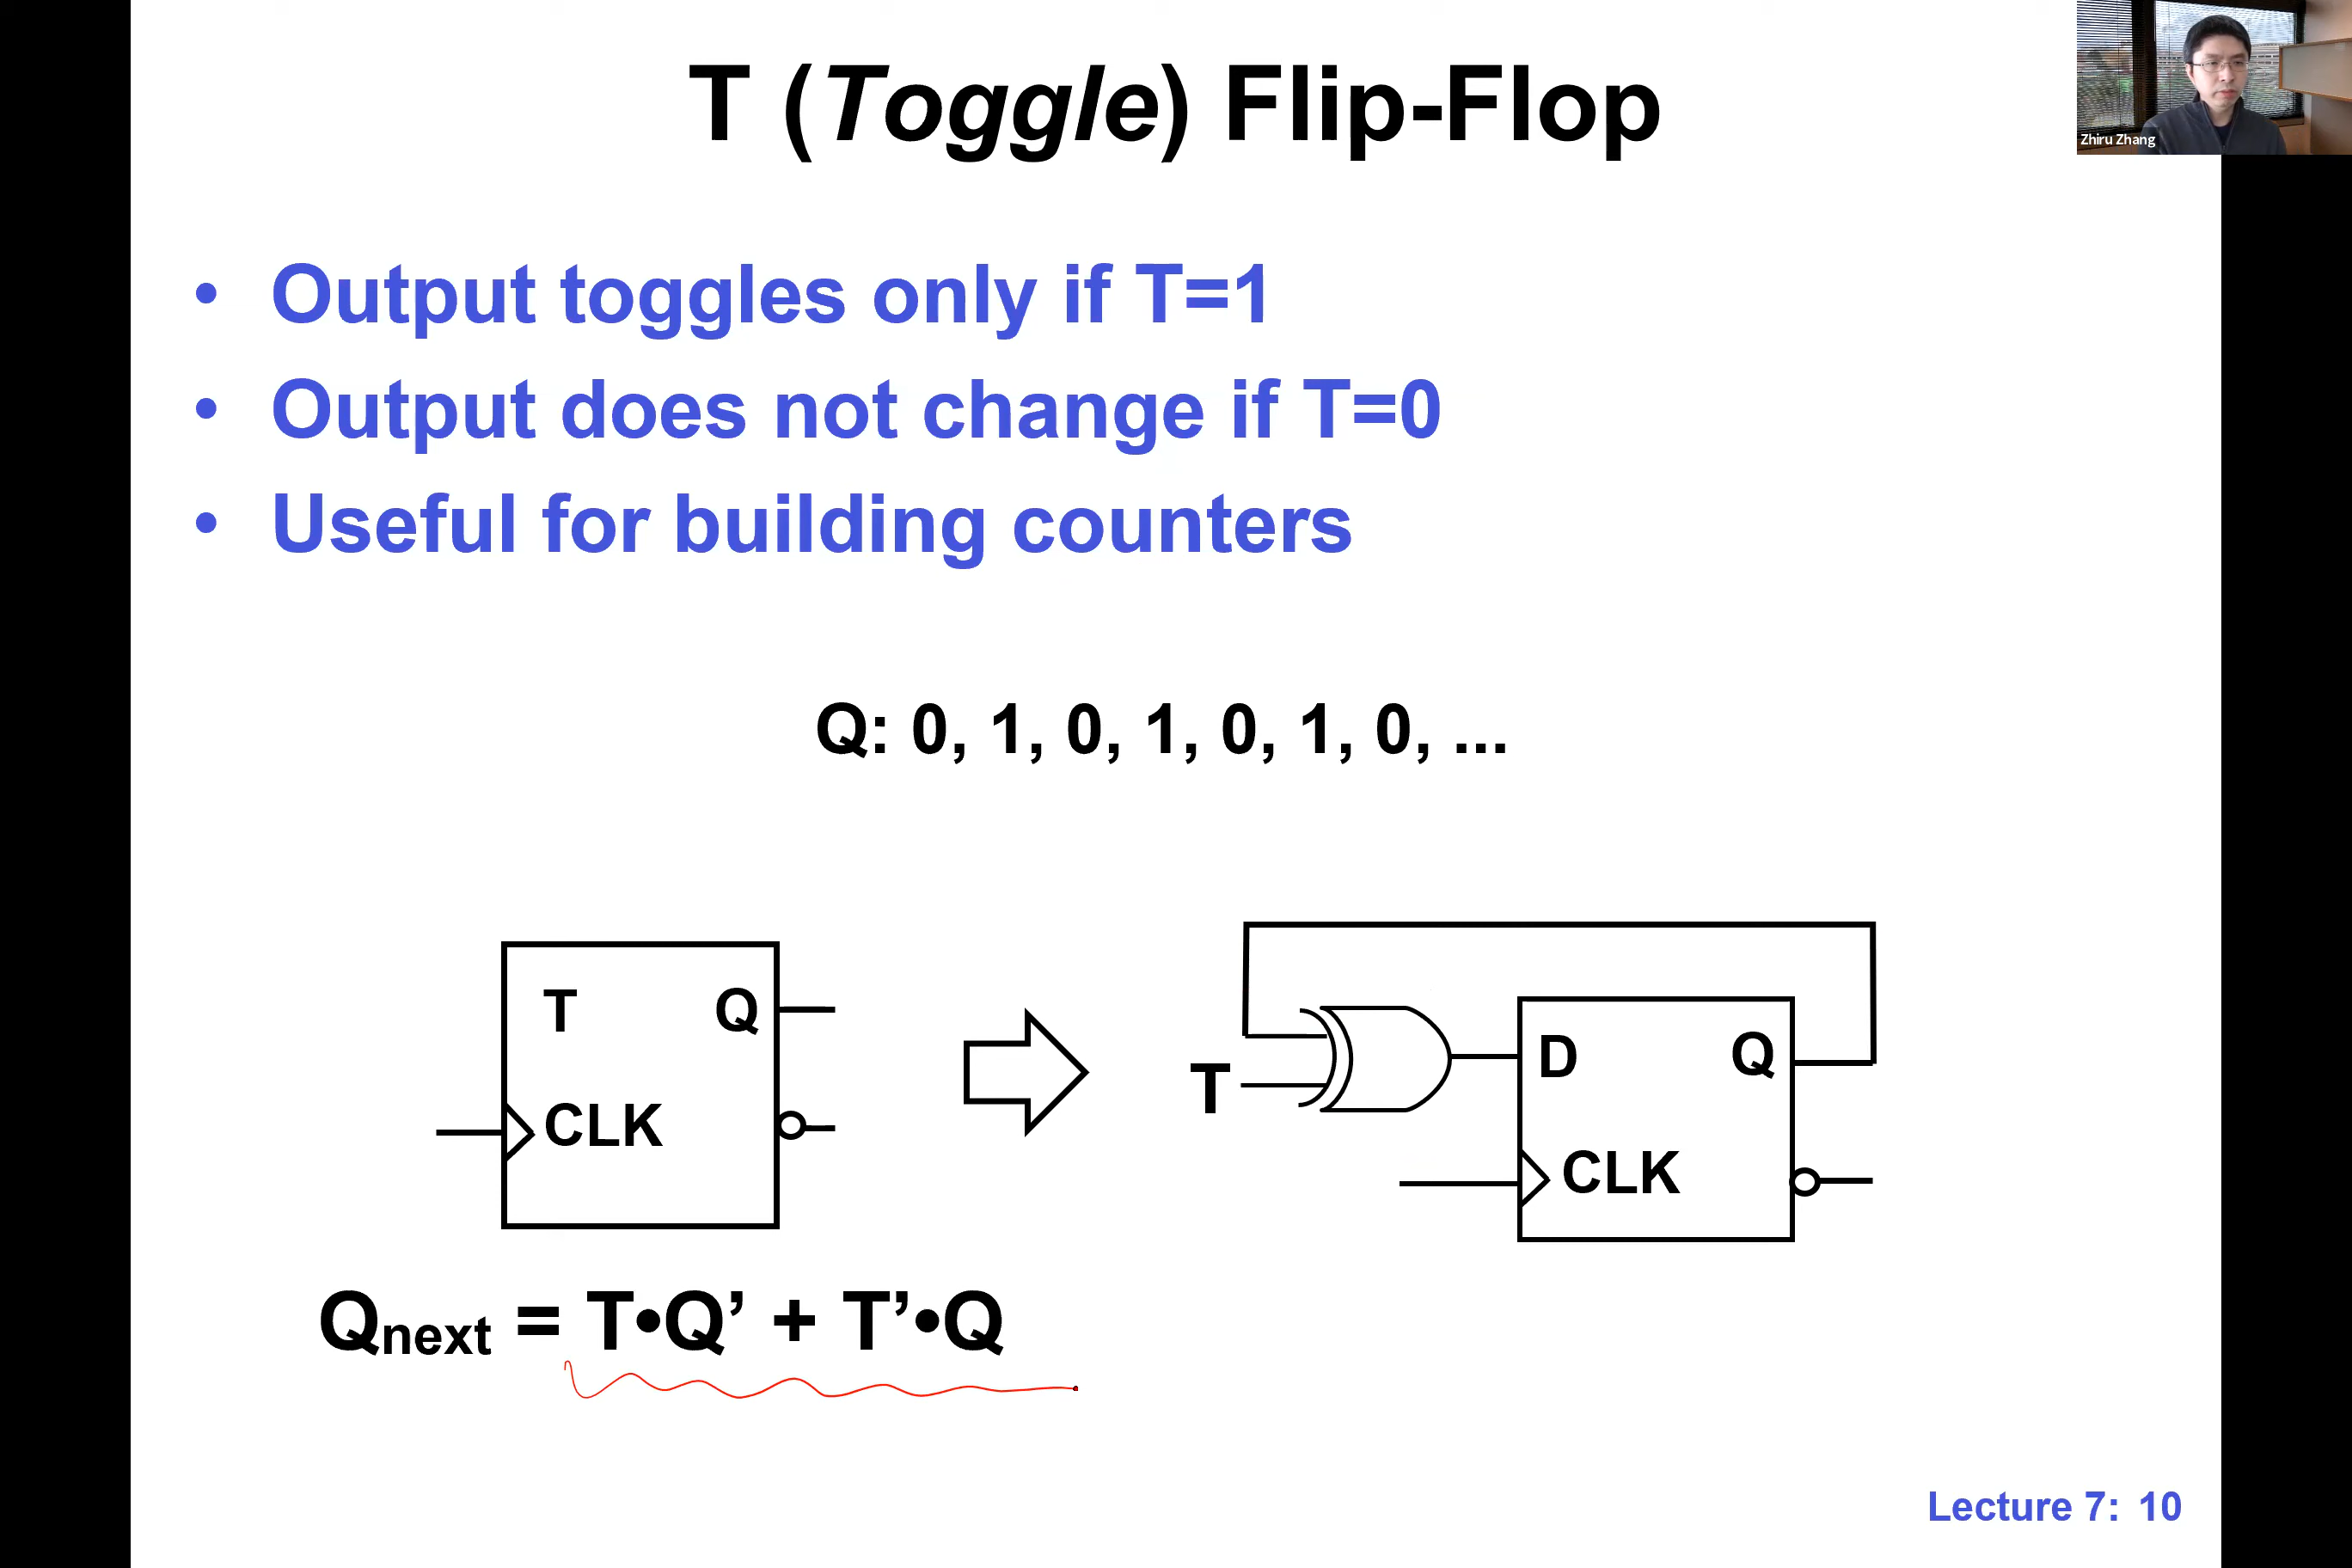 T (Toggle) Flip-Flop
Zhiru Zhang
• Output toggles only if T=1
• Output does not change if T=0
• Useful for building counters
Q: 0, 1, 0, 1, 0, 1, 0, ...
T Q
CLK
T
D Q
CLK
Qnext = T•Q’ + T’•Q
Lecture 7: 10